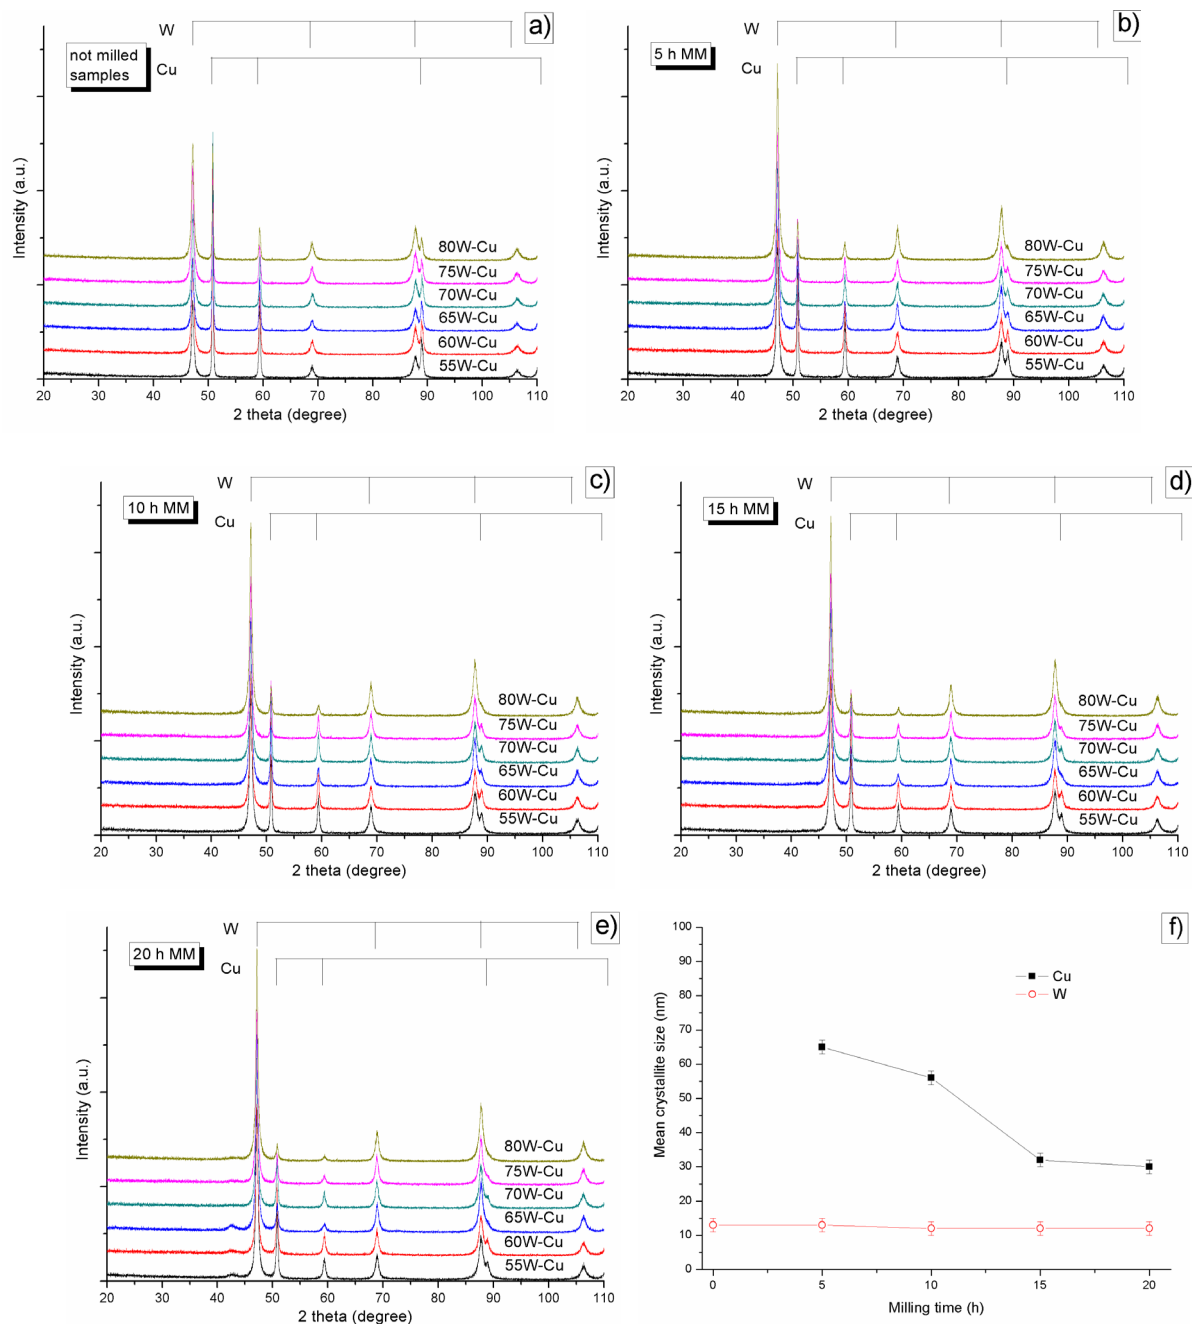 a)
W
not milled
samples
Cu
Intensity (a.u.)
80W-Cu
75W-Cu
70W-Cu
65W-Cu
60W-Cu
55W-Cu
20 30 40 50 60 70 80 90 100 110
2 theta (degree)
b)
W
5 h MM
Cu
Intensity (a.u.)
80W-Cu
75W-Cu
70W-Cu
65W-Cu
60W-Cu
55W-Cu
20 30 40 50 60 70 80 90 100 110
2 theta (degree)
c)
W
10 h MM
Cu
Intensity (a.u.)
80W-Cu
75W-Cu
70W-Cu
65W-Cu
60W-Cu
55W-Cu
20 30 40 50 60 70 80 90 100 110
2 theta (degree)
d)
W
15 h MM
Cu
Intensity (a.u.)
80W-Cu
75W-Cu
70W-Cu
65W-Cu
60W-Cu
55W-Cu
20 30 40 50 60 70 80 90 100 110
2 theta (degree)
e)
W
20 h MM
Cu
Intensity (a.u.)
80W-Cu
75W-Cu
70W-Cu
65W-Cu
60W-Cu
55W-Cu
20 30 40 50 60 70 80 90 100 110
2 theta (degree)
f)
Mean crystallite size (nm)
100
90
80
70
60
50
40
30
20
10
0
Cu
W
0 5 10 15 20
Milling time (h)